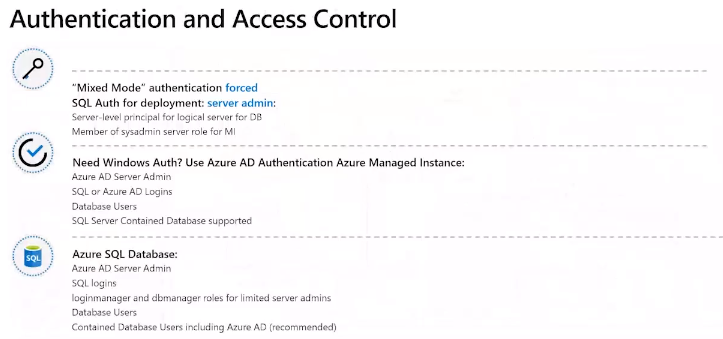 Authentication and Access Control
"Mixed Mode" authentication forced
SQL Auth for deployment: server admin:
Server-level principal for logical server for DB
Member of sysadmin server role for MI
Need Windows Auth? Use Azure AD Authentication Azure Managed Instance:
Azure AD Server Admin
SQL or Azure AD Logins
Database Users
SQL Server Contained Database supported
SQL
Azure SQL Database:
Azure AD Server Admin
SQL logins
loginmanager and dbmanager roles for limited server admins
Database Users
Contained Database Users including Azure AD (recommended)